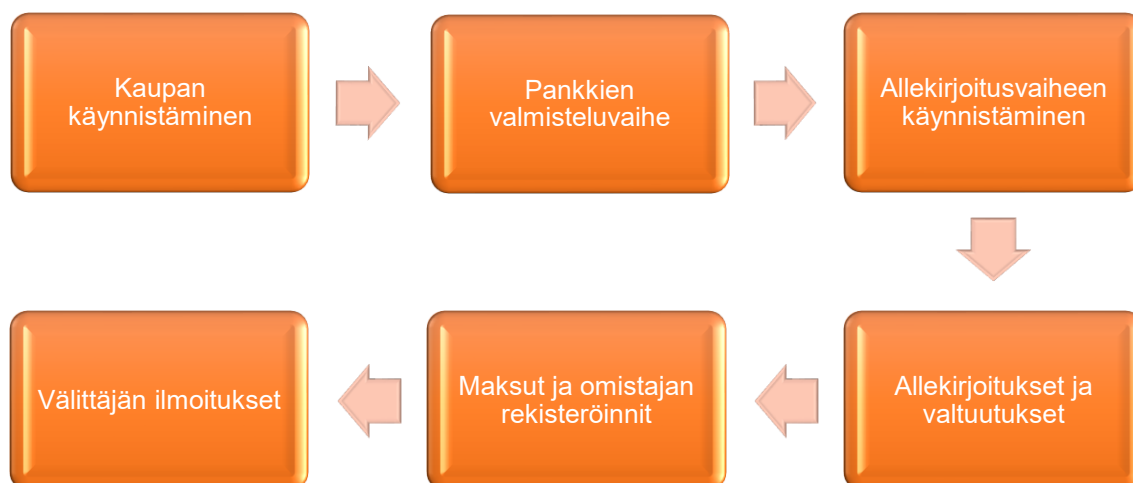 Kaupan
käynnistäminen
Pankkien
valmisteluvaihe
Allekirjoitusvaiheen
käynnistäminen
Allekirjoitukset ja
valtuutukset
Maksut ja omistajan
rekisteröinnit
Välittäjän ilmoitukset